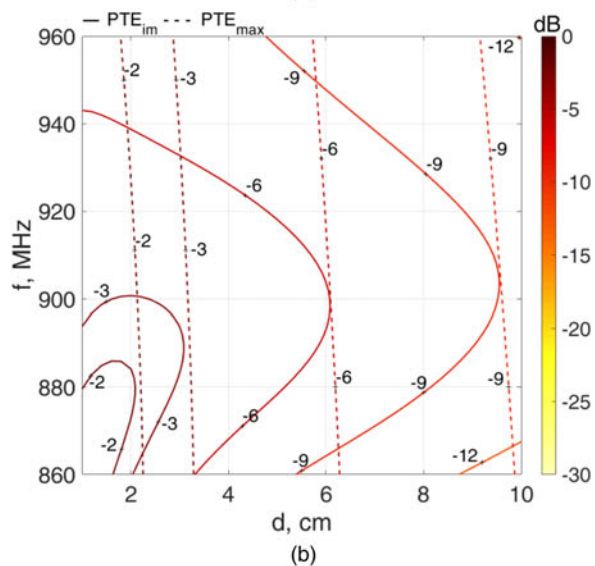 PTE_im PTE_max dB
960 -2 -3 -9 -6 -12 0
-9
940 -6 -9 -9 -5
-6
920 -10
f, MHz -2 -3
900 -3 -15
880 -2 -9 -6 -9 -20
-3 -6
-2 -9 -12 -25
860 -30
2 4 6 8 10
d, cm
(b)